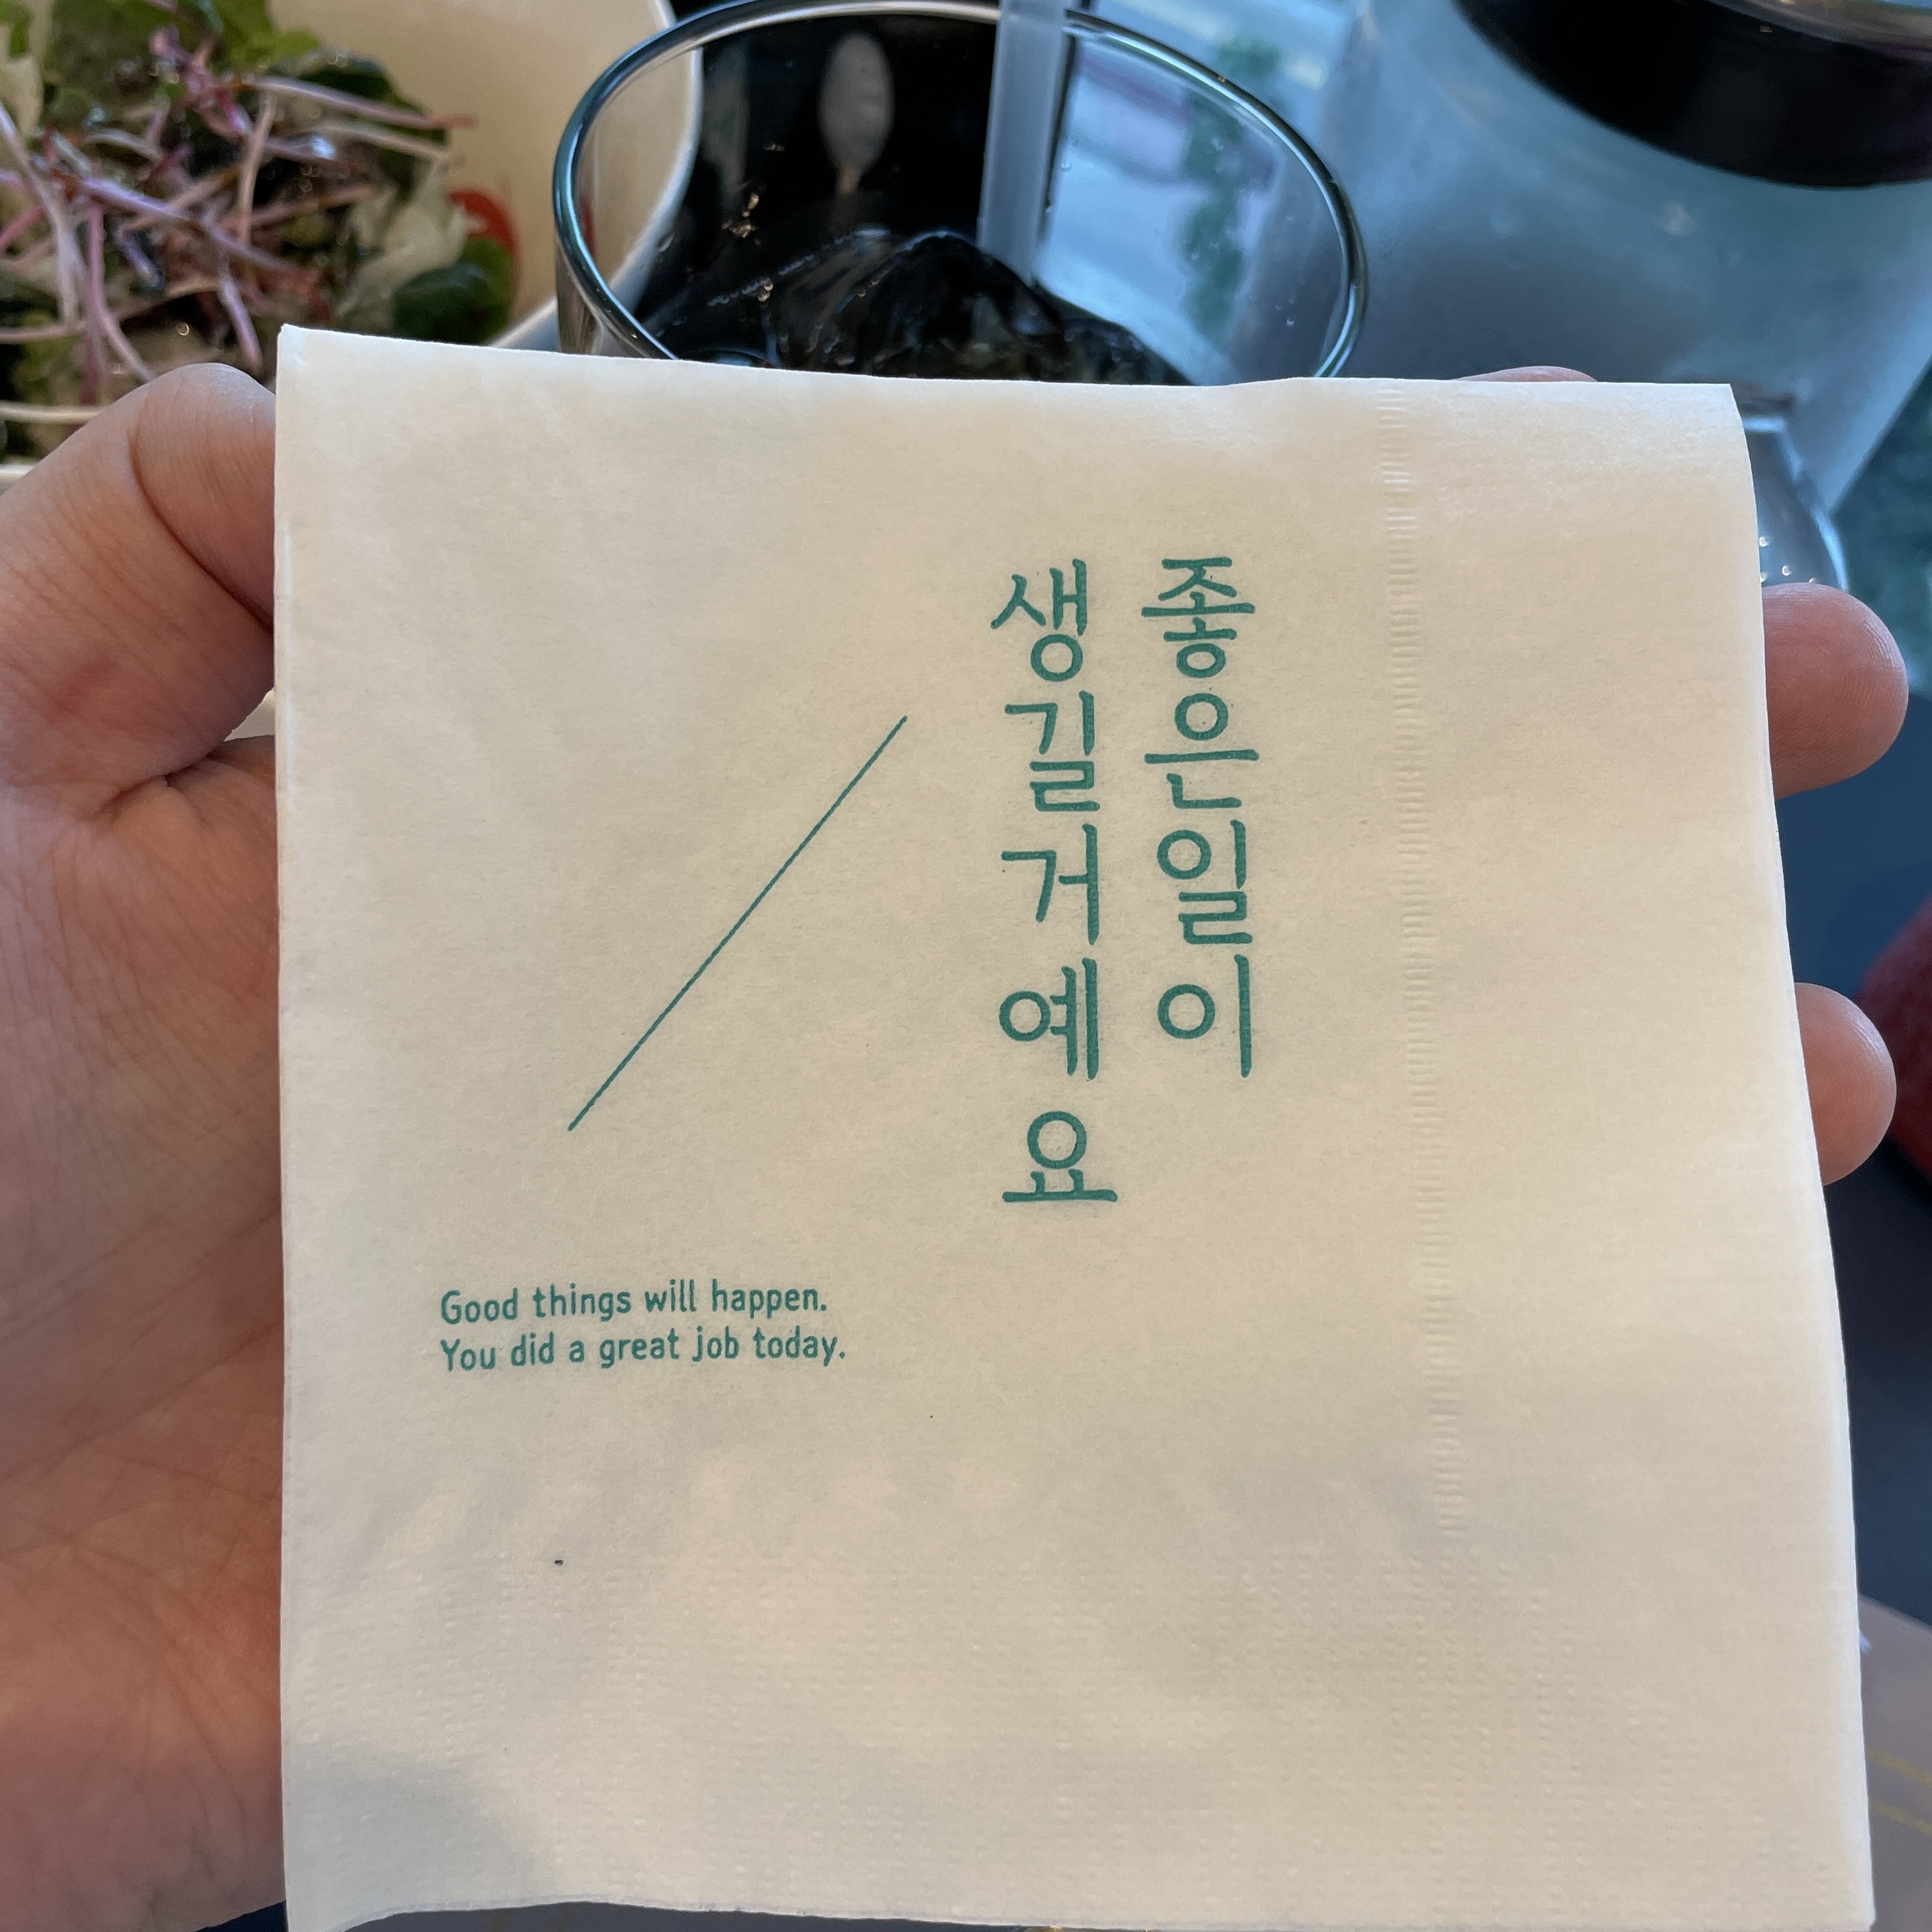 좋은일이
생길거예요
Good things will happen.
You did a great job today.